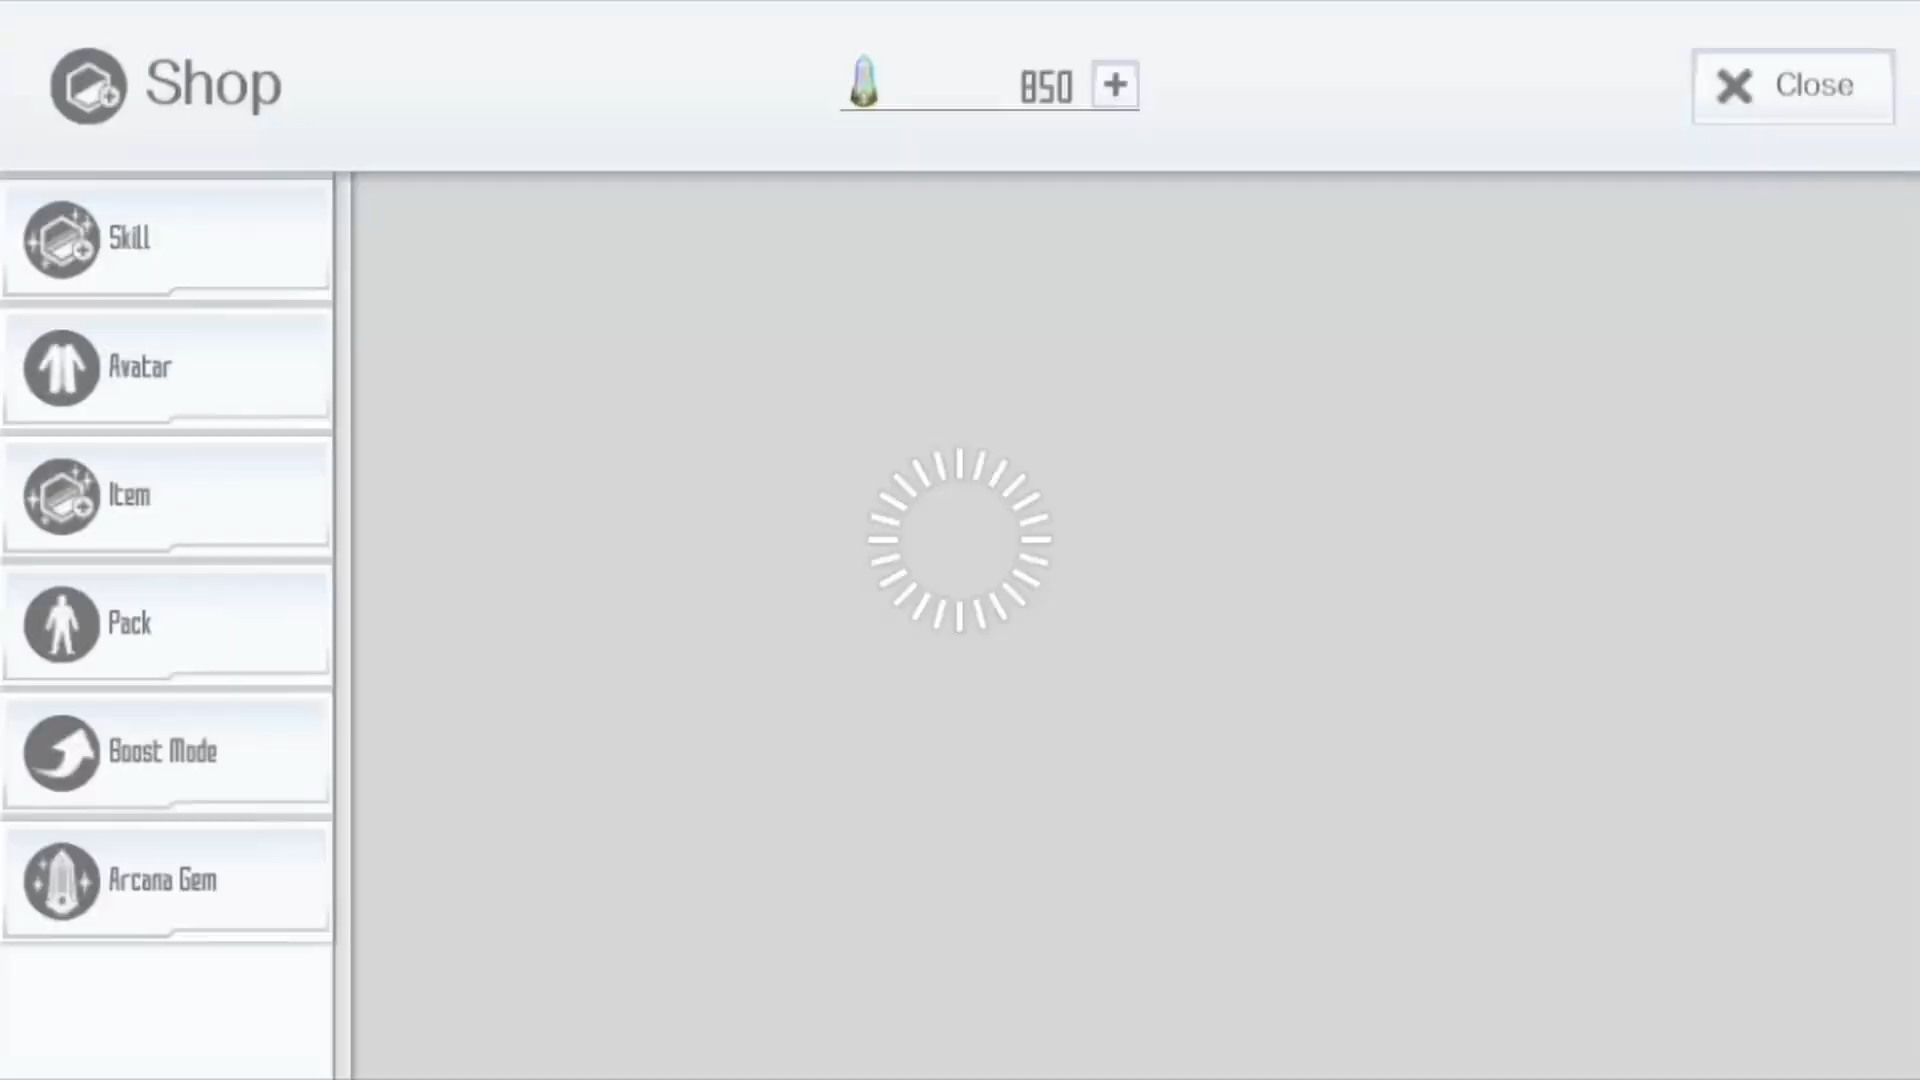 Shop
850
Close
Skill
Avatar
Item
Pack
Boost Mode
Arcana Gem